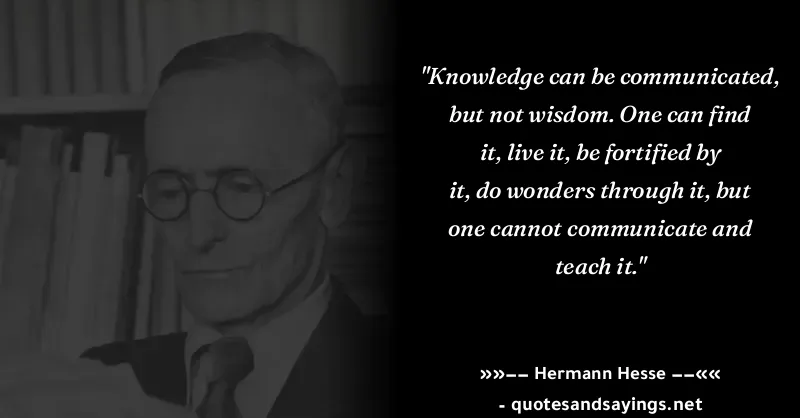 "Knowledge can be communicated,
but not wisdom. One can find
it, live it, be fortified by
it, do wonders through it, but
one cannot communicate and
teach it."
»»−− Hermann Hesse −−««
- quotesandsayings.net